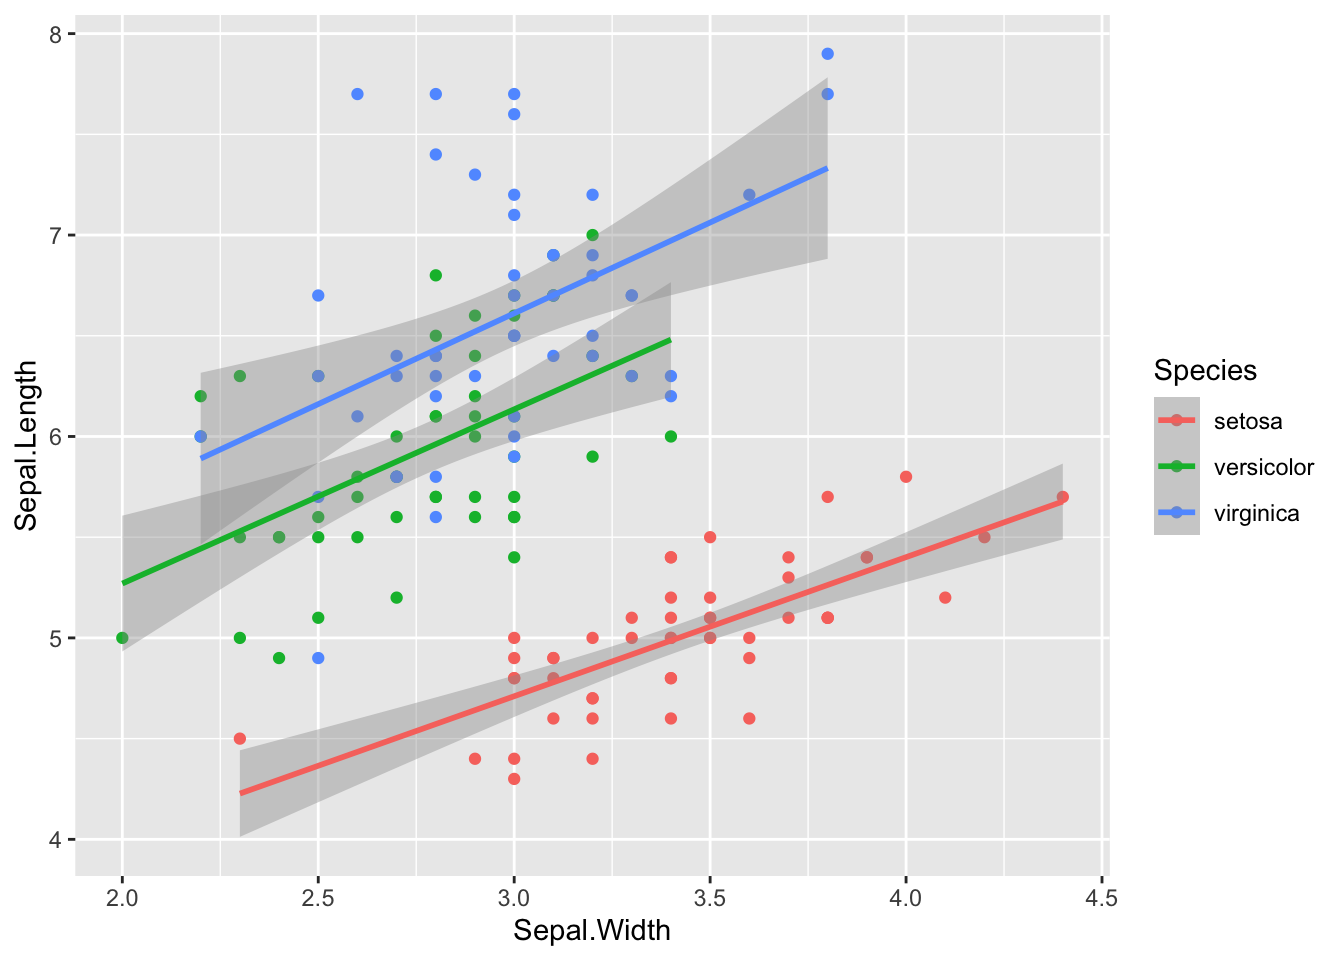 8
7
6
5
4
Sepal.Length
2.0 2.5 3.0 3.5 4.0 4.5
Sepal.Width
Species
setosa
versicolor
virginica